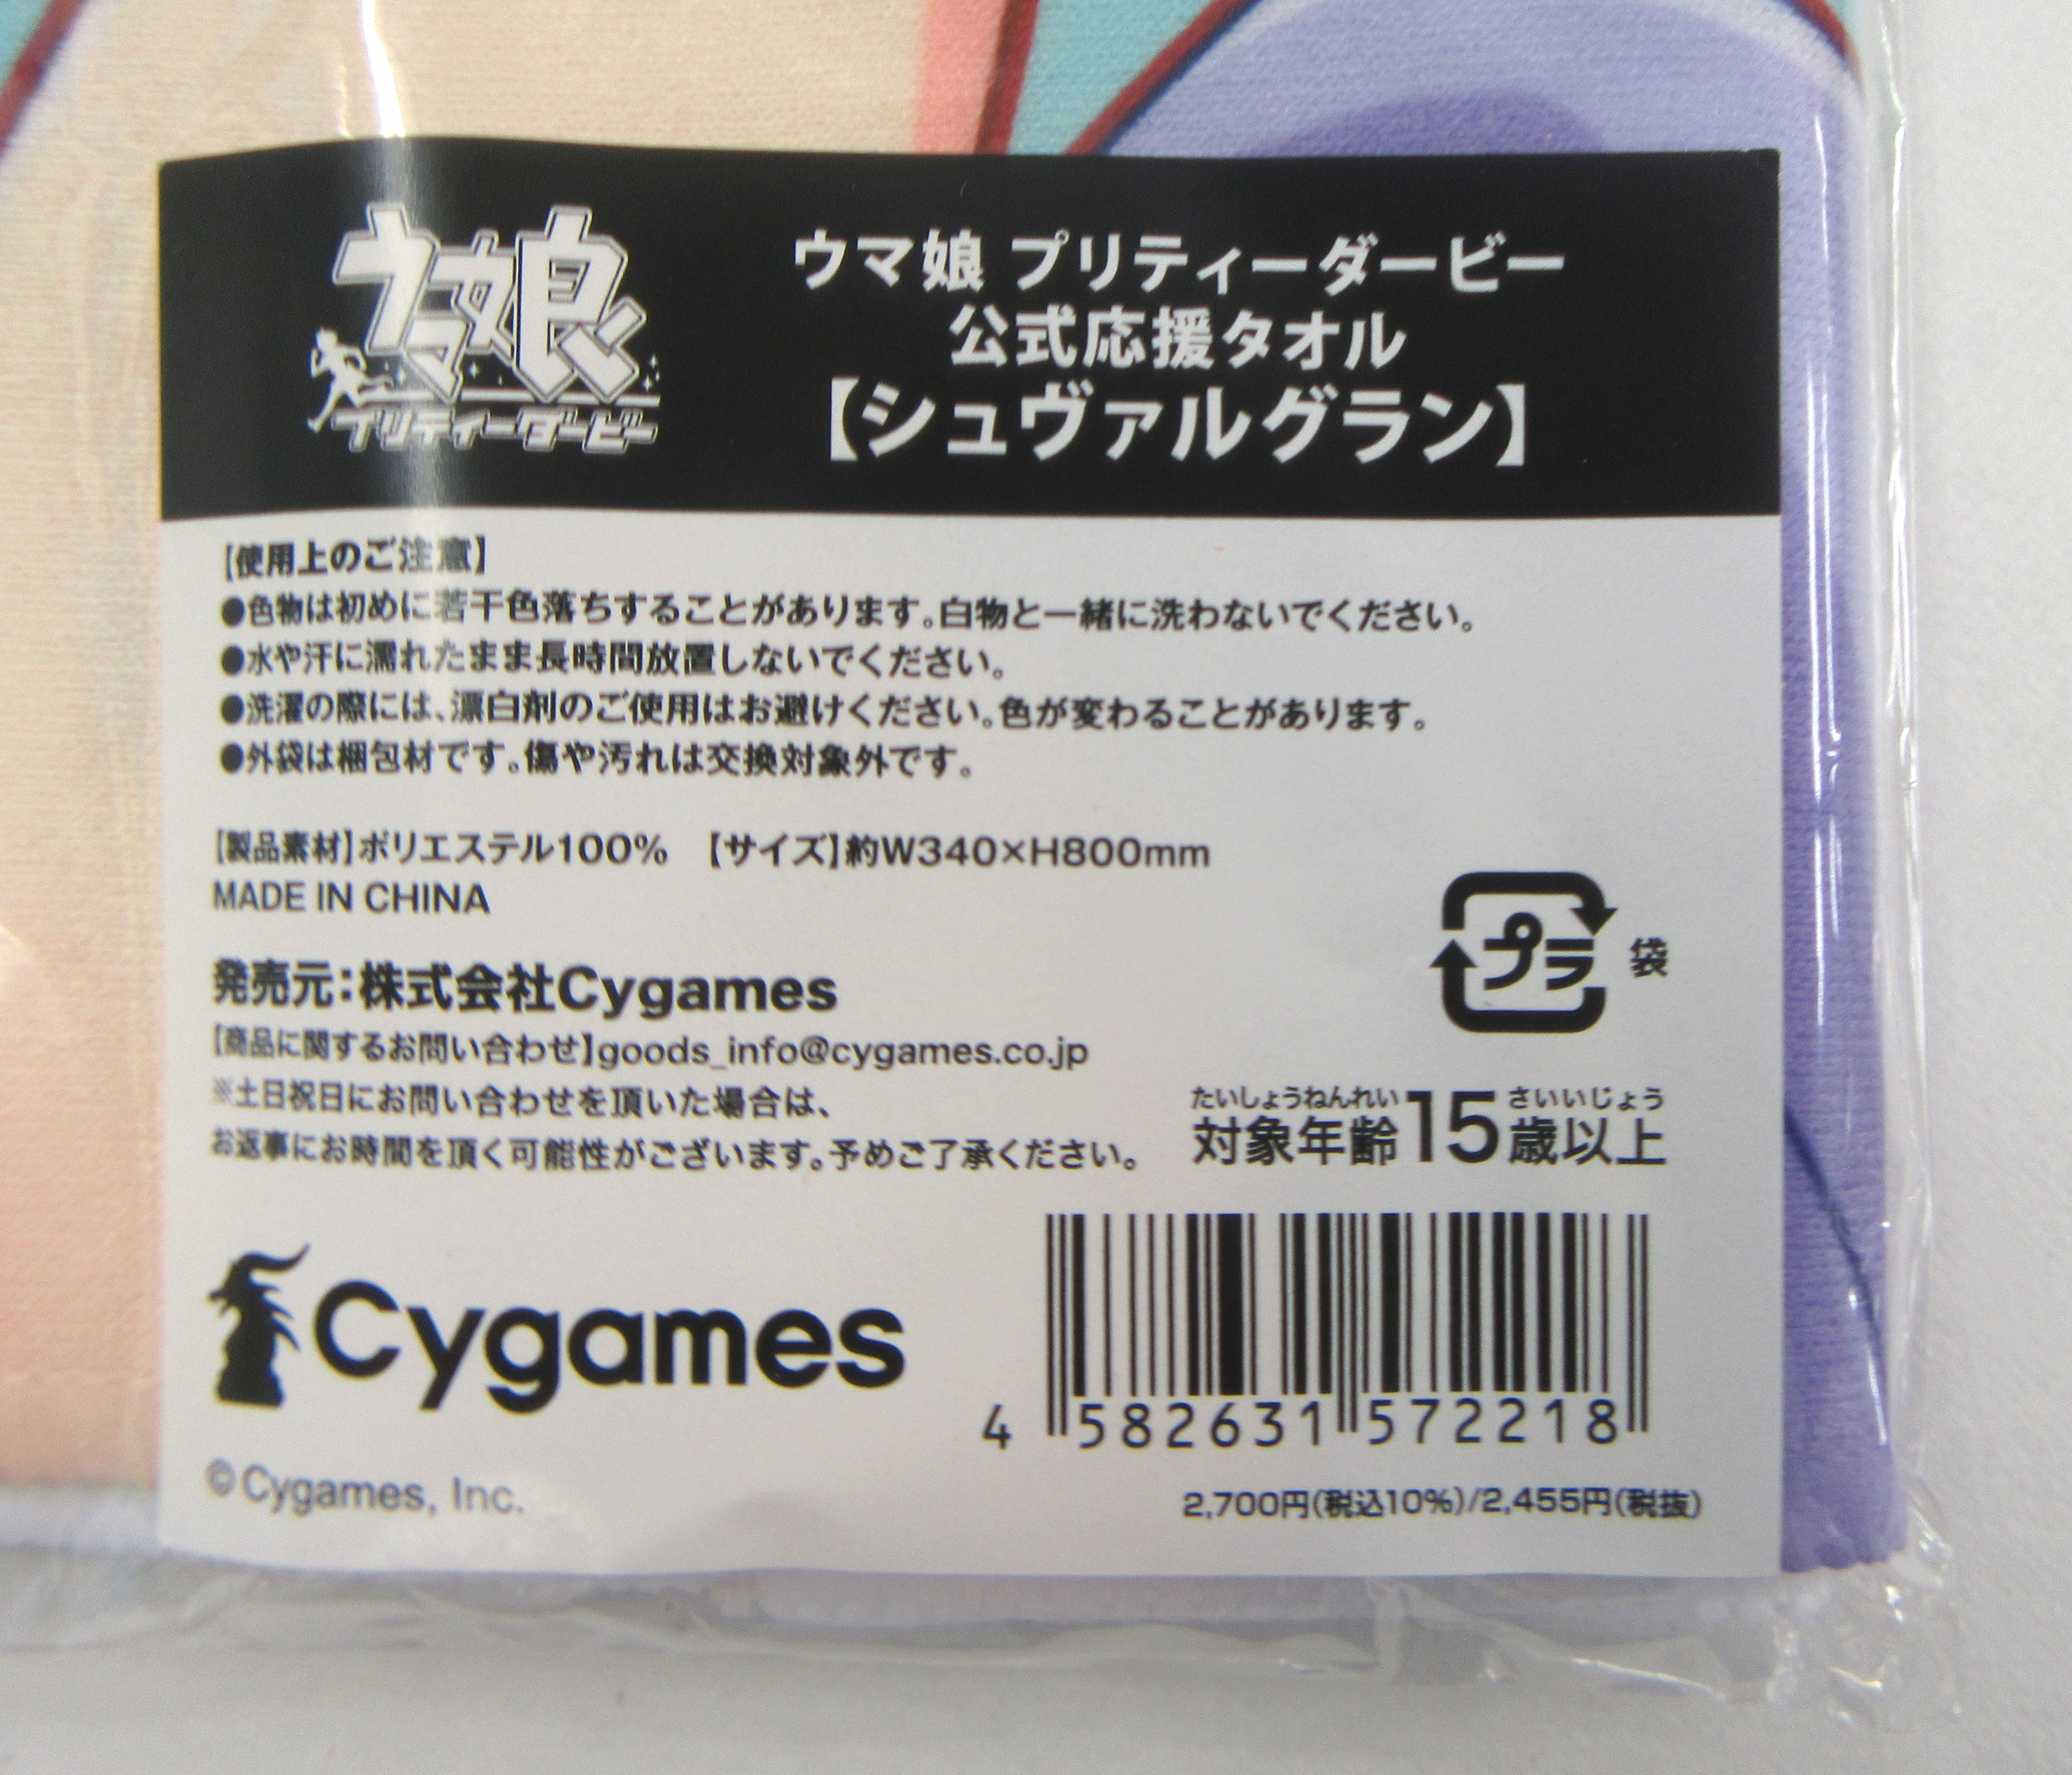 ウマ娘
プリティーダービー
ウマ娘 プリティーダービー
公式応援タオル
【シュヴァルグラン】
【使用上のご注意】
●色物は初めに若干色落ちすることがあります。白物と一緒に洗わないでください。
●水や汗に濡れたまま長時間放置しないでください。
●洗濯の際には、漂白剤のご使用はお避けください。色が変わることがあります。
●外袋は梱包材です。傷や汚れは交換対象外です。
【製品素材】ポリエステル100% 【サイズ】約W340×H800mm
MADE IN CHINA
プラ 袋
発売元：株式会社Cygames
【商品に関するお問い合わせ】goods_info@cygames.co.jp
※土日祝日にお問い合わせを頂いた場合は、
お返事にお時間を頂く可能性がございます。予めご了承ください。
たいしょうねんれい さいいじょう
対象年齢15歳以上
Cygames
4 582631 572218
© Cygames, Inc.
2,700円(税込10%)/2,455円(税抜)